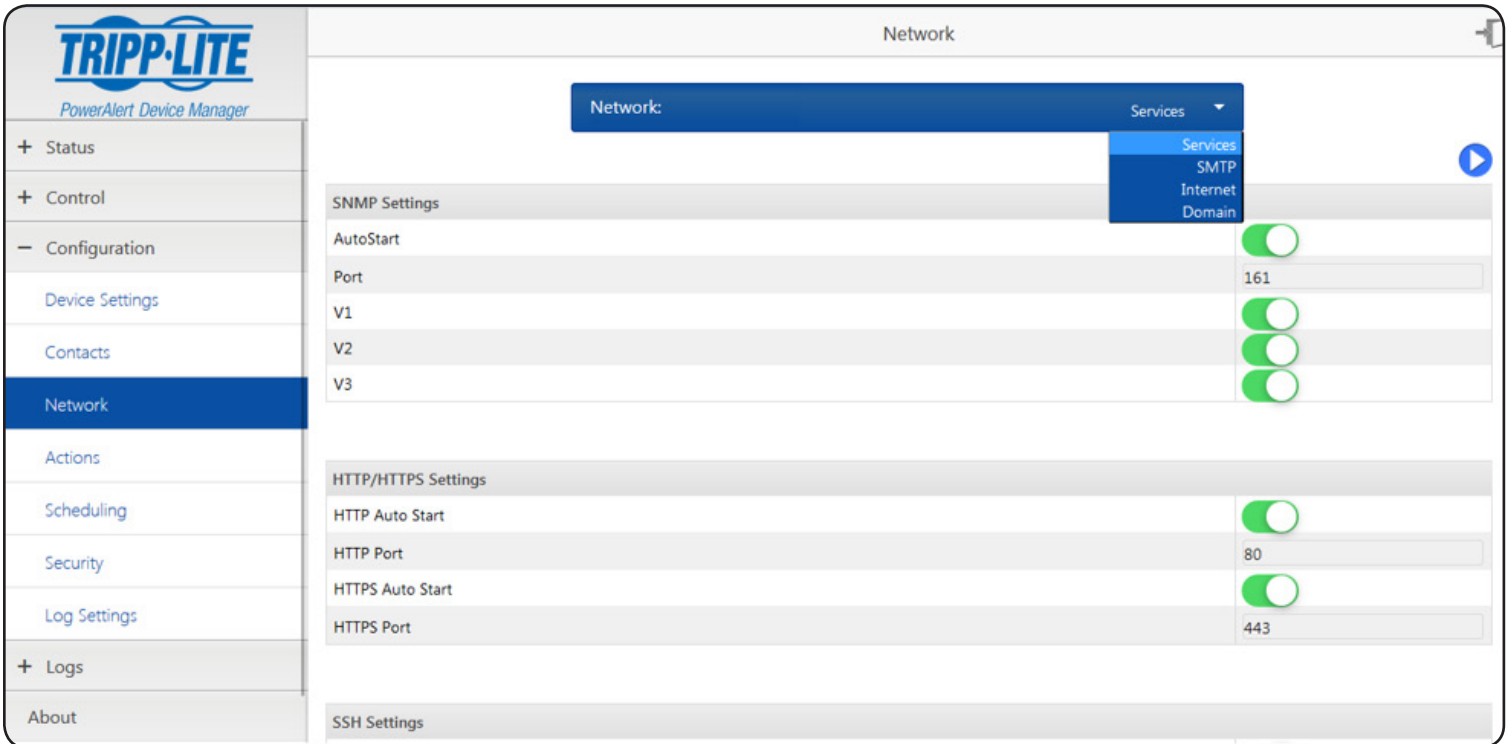 TRIPP·LITE
PowerAlert Device Manager
+ Status
+ Control
− Configuration
Device Settings
Contacts
Network
Actions
Scheduling
Security
Log Settings
+ Logs
About
Network
Network:
Services
Services
SMTP
Internet
Domain
SNMP Settings
AutoStart
Port 161
V1
V2
V3
HTTP/HTTPS Settings
HTTP Auto Start
HTTP Port 80
HTTPS Auto Start
HTTPS Port 443
SSH Settings